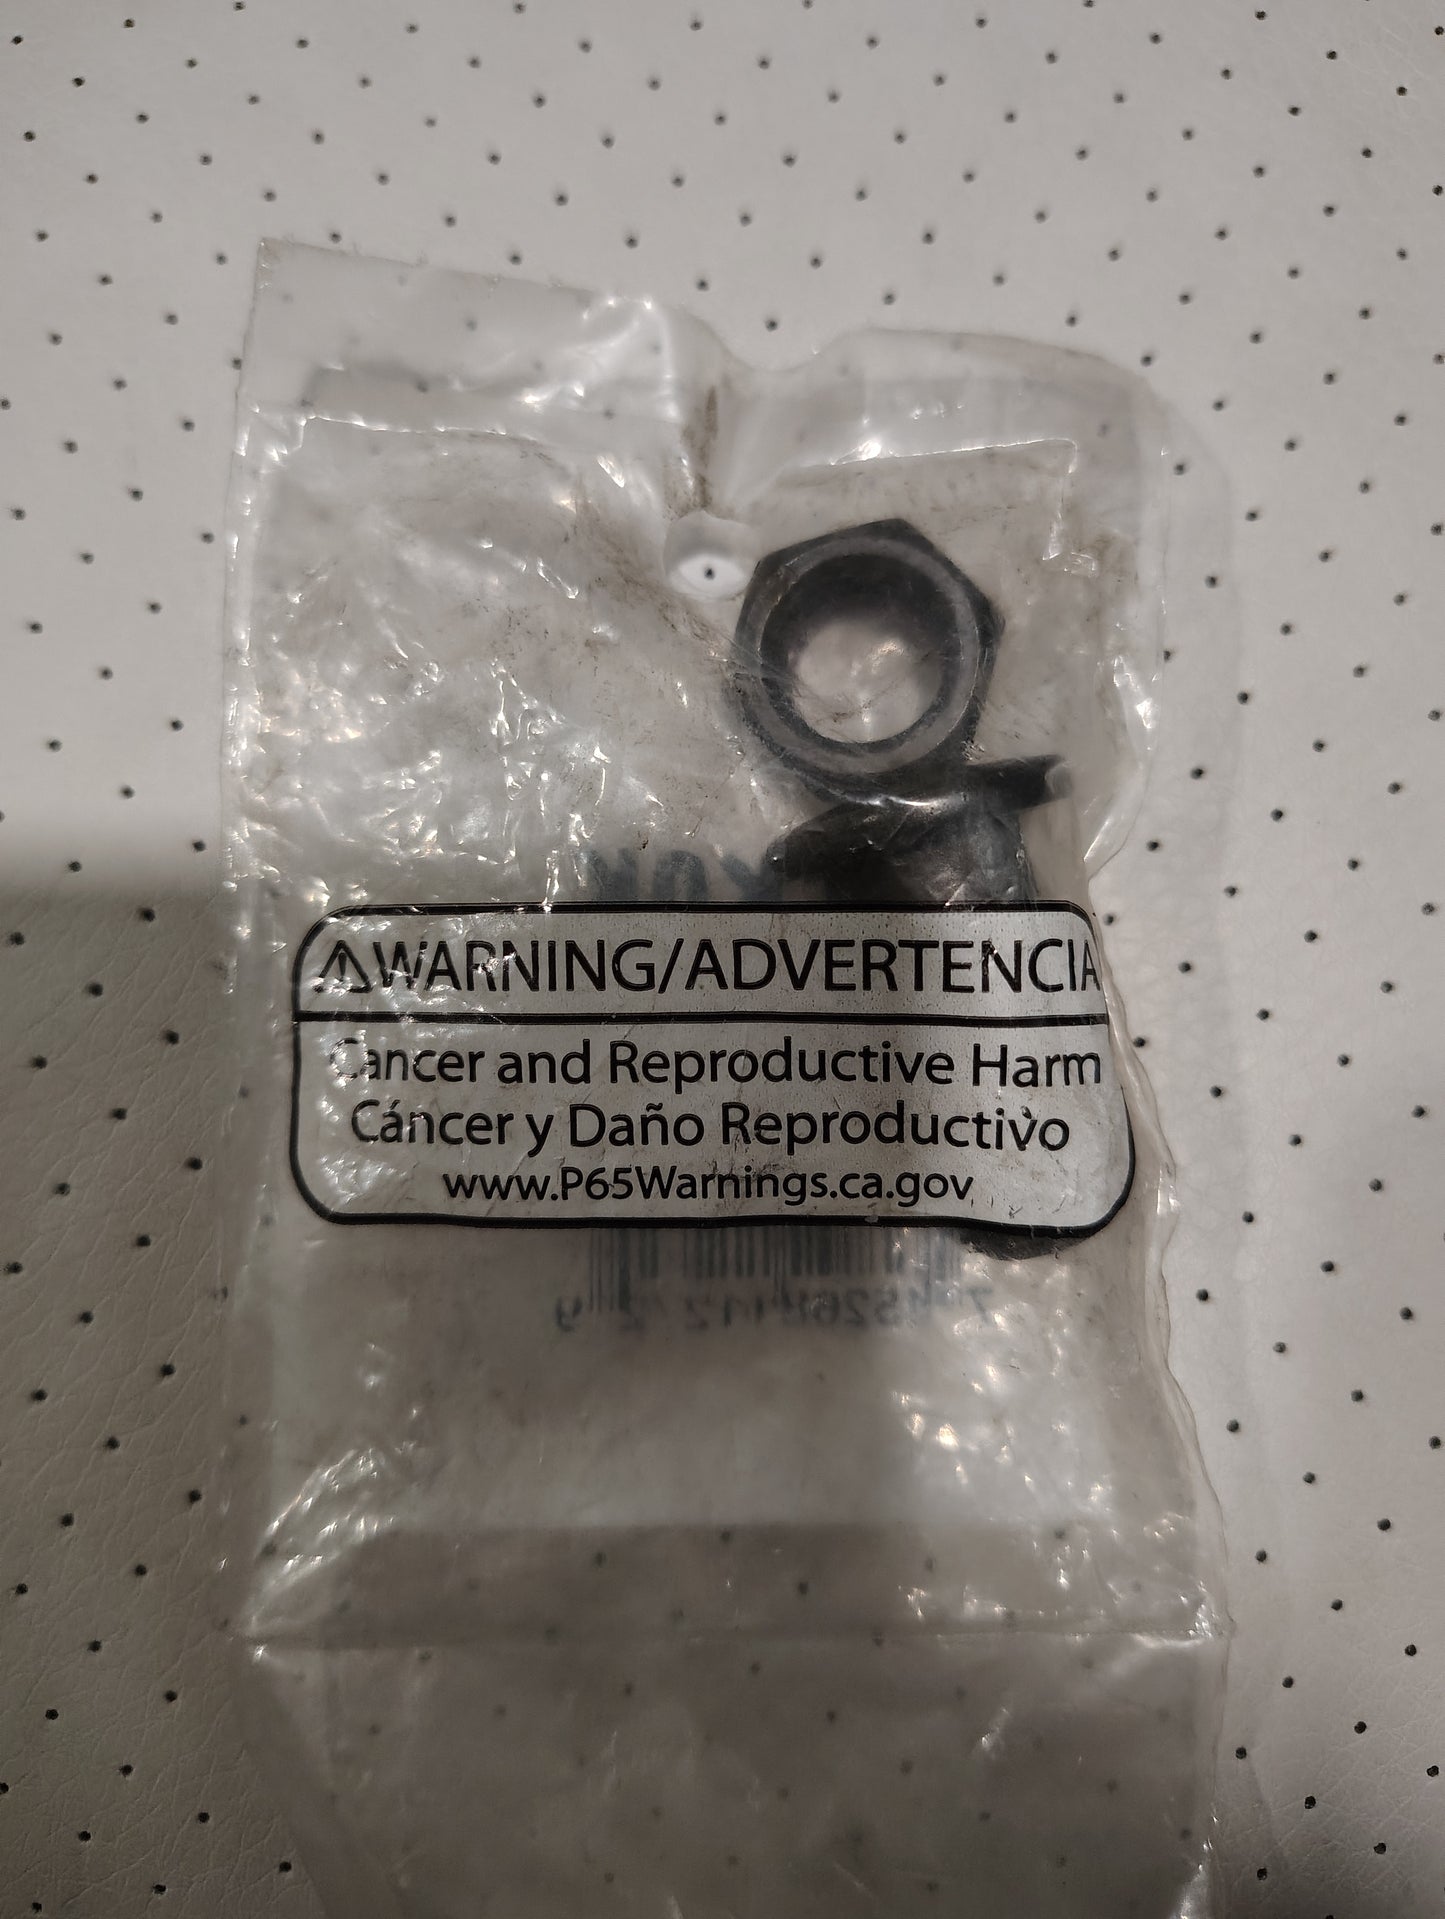 ⚠WARNING/ADVERTENCIA
Cancer and Reproductive Harm
Cáncer y Daño Reproductivo
www.P65Warnings.ca.gov